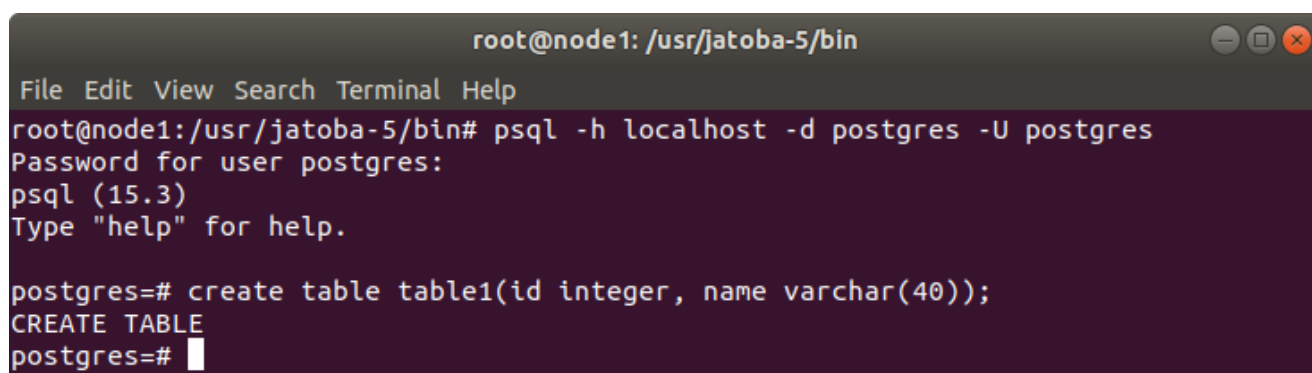 root@node1: /usr/jatoba-5/bin
File Edit View Search Terminal Help
root@node1:/usr/jatoba-5/bin# psql -h localhost -d postgres -U postgres
Password for user postgres:
psql (15.3)
Type "help" for help.
postgres=# create table table1(id integer, name varchar(40));
CREATE TABLE
postgres=#